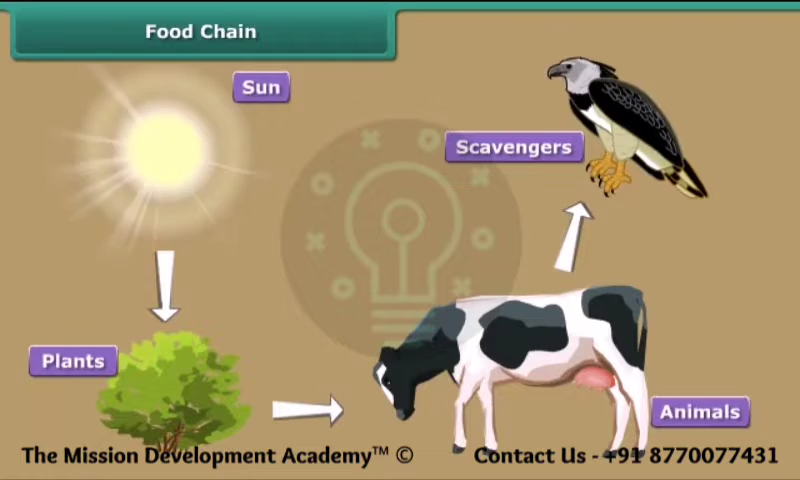 Food Chain
Sun
Scavengers
Plants
Animals
The Mission Development Academy™ ©
Contact Us - +91 8770077431